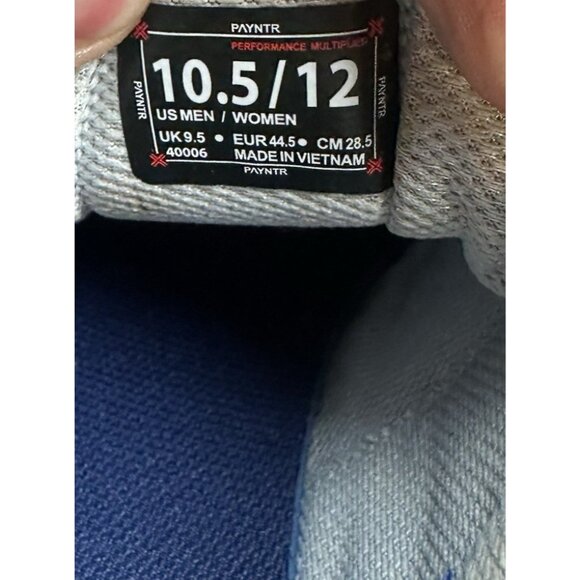 PAYNTR
PERFORMANCE MULTIPLIER
10.5/12
US MEN / WOMEN
UK 9.5 • EUR 44.5 • CM 28.5
40006 MADE IN VIETNAM
PAYNTR
PAYNTR
PAYNTR